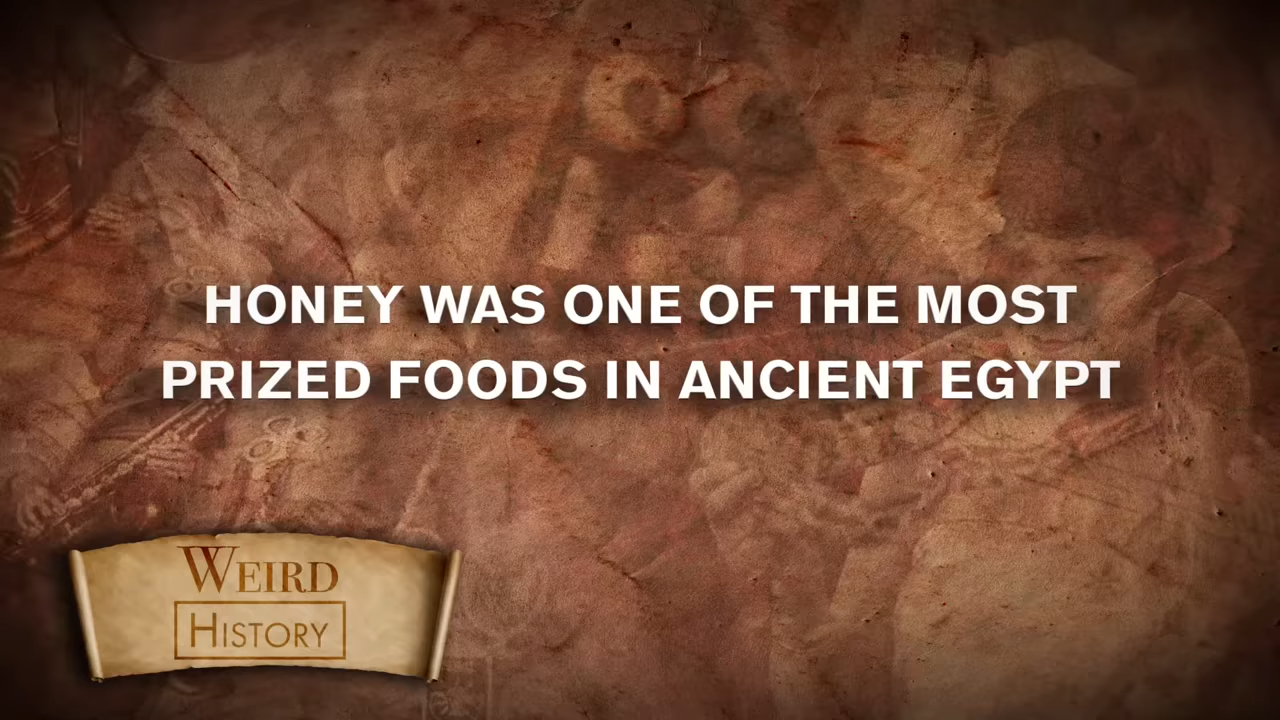 HONEY WAS ONE OF THE MOST
PRIZED FOODS IN ANCIENT EGYPT
WEIRD
HISTORY